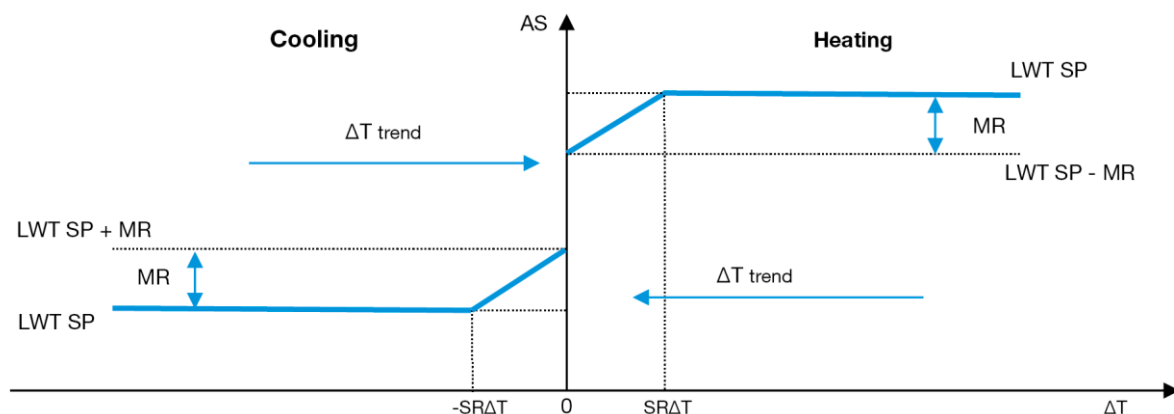 AS
Cooling
Heating
LWT SP
ΔT trend
MR
LWT SP - MR
LWT SP + MR
MR
ΔT trend
LWT SP
-SRΔT
0
SRΔT
ΔT